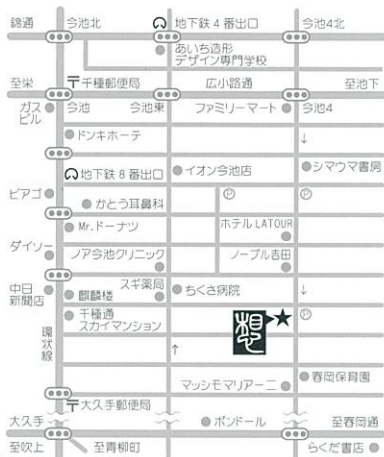 錦通
今池北
地下鉄4番出口
今池4北
あいち造形
デザイン専門学校
至栄
〒千種郵便局
広小路通
至池下
ガス
ビル
今池
今池東
ファミリーマート
今池4
ドンキホーテ
↓
地下鉄8番出口
イオン今池店
シマウマ書房
ピアゴ
かとう耳鼻科
Ⓟ
Ⓟ
Mr.ドーナツ
ホテル LATOUR
ダイソー
ノア今池クリニック
ノーブル吉田
中日
新聞店
スギ薬局
麒麟楼
ちくさ病院
↓
千種通
スカイマンション
想
★
Ⓟ
環状線
↑
春岡保育園
マッシモマリアーニ
〒大久手郵便局
大久手
ボンドール
至春岡通
至吹上
至青柳町
らくだ書店